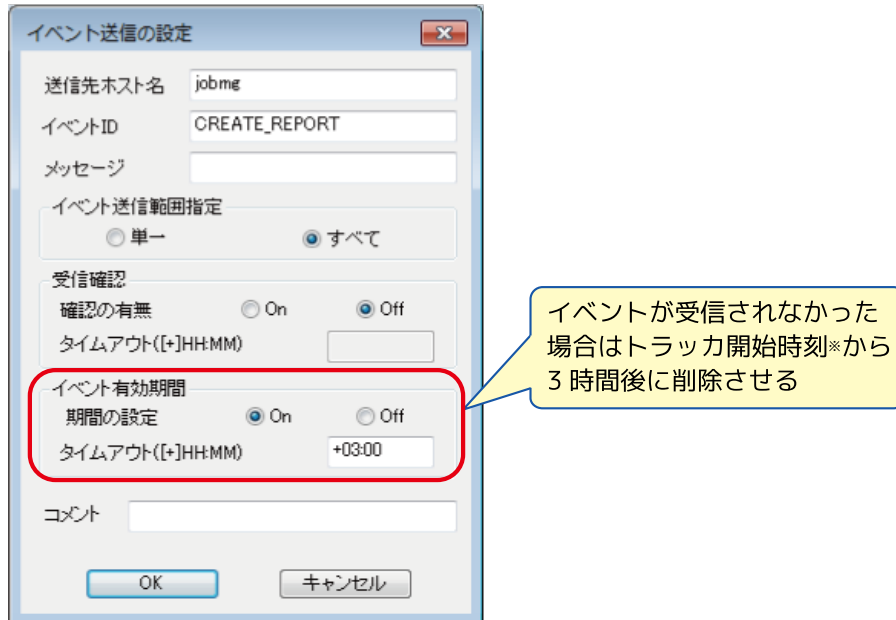 イベント送信の設定
送信先ホスト名 jobmg
イベントID CREATE_REPORT
メッセージ
イベント送信範囲指定
単一 すべて
受信確認
確認の有無 On Off
タイムアウト([+]HH:MM)
イベント有効期間
期間の設定 On Off
タイムアウト([+]HH:MM) +03:00
コメント
OK キャンセル
イベントが受信されなかった
場合はトラッカ開始時刻※から
3 時間後に削除させる